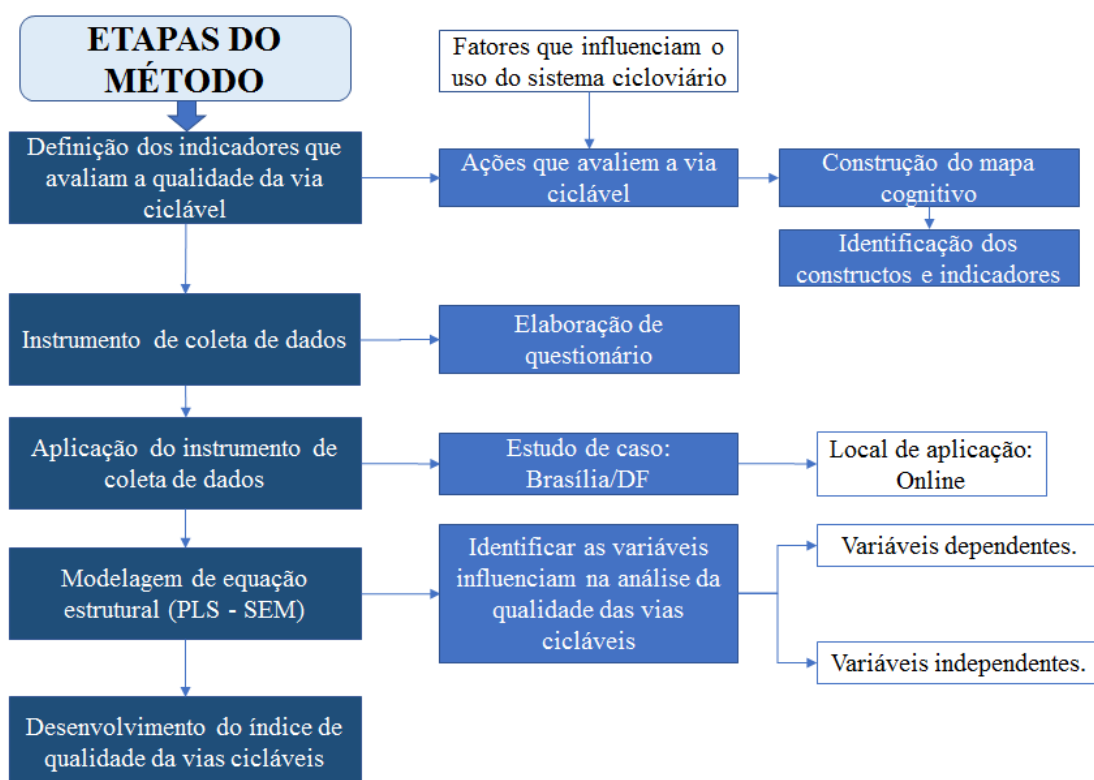 ETAPAS DO
MÉTODO
Fatores que influenciam o
uso do sistema cicloviário
Definição dos indicadores que
avaliam a qualidade da via
ciclável
Ações que avaliem a via
ciclável
Construção do mapa
cognitivo
Identificação dos
constructos e indicadores
Instrumento de coleta de dados
Elaboração de
questionário
Aplicação do instrumento de
coleta de dados
Estudo de caso:
Brasília/DF
Local de aplicação:
Online
Modelagem de equação
estrutural (PLS - SEM)
Identificar as variáveis
influenciam na análise da
qualidade das vias
cicláveis
Variáveis dependentes.
Variáveis independentes.
Desenvolvimento do índice de
qualidade da vias cicláveis